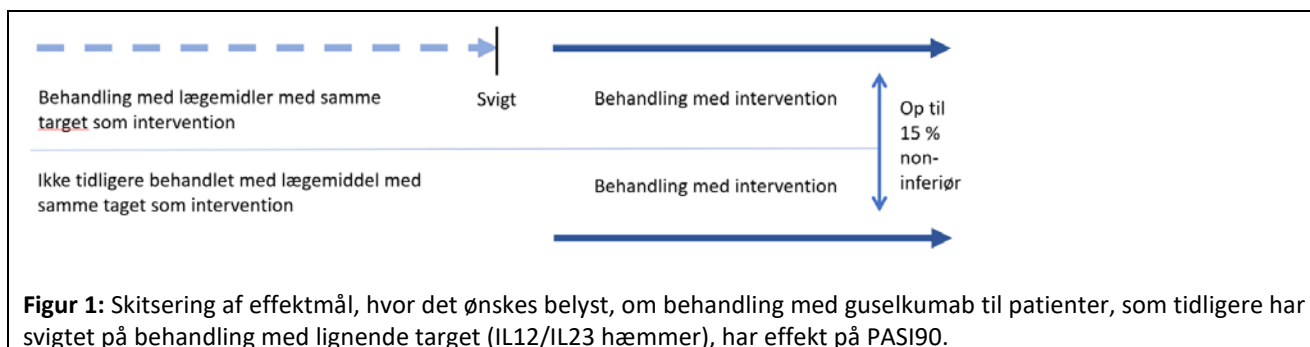 Behandling med lægemidler med samme
target som intervention
Svigt
Behandling med intervention
Op til
15 %
non-
inferiør
Ikke tidligere behandlet med lægemiddel med
samme taget som intervention
Behandling med intervention
Figur 1: Skitsering af effektmål, hvor det ønskes belyst, om behandling med guselkumab til patienter, som tidligere har
svigtet på behandling med lignende target (IL12/IL23 hæmmer), har effekt på PASI90.